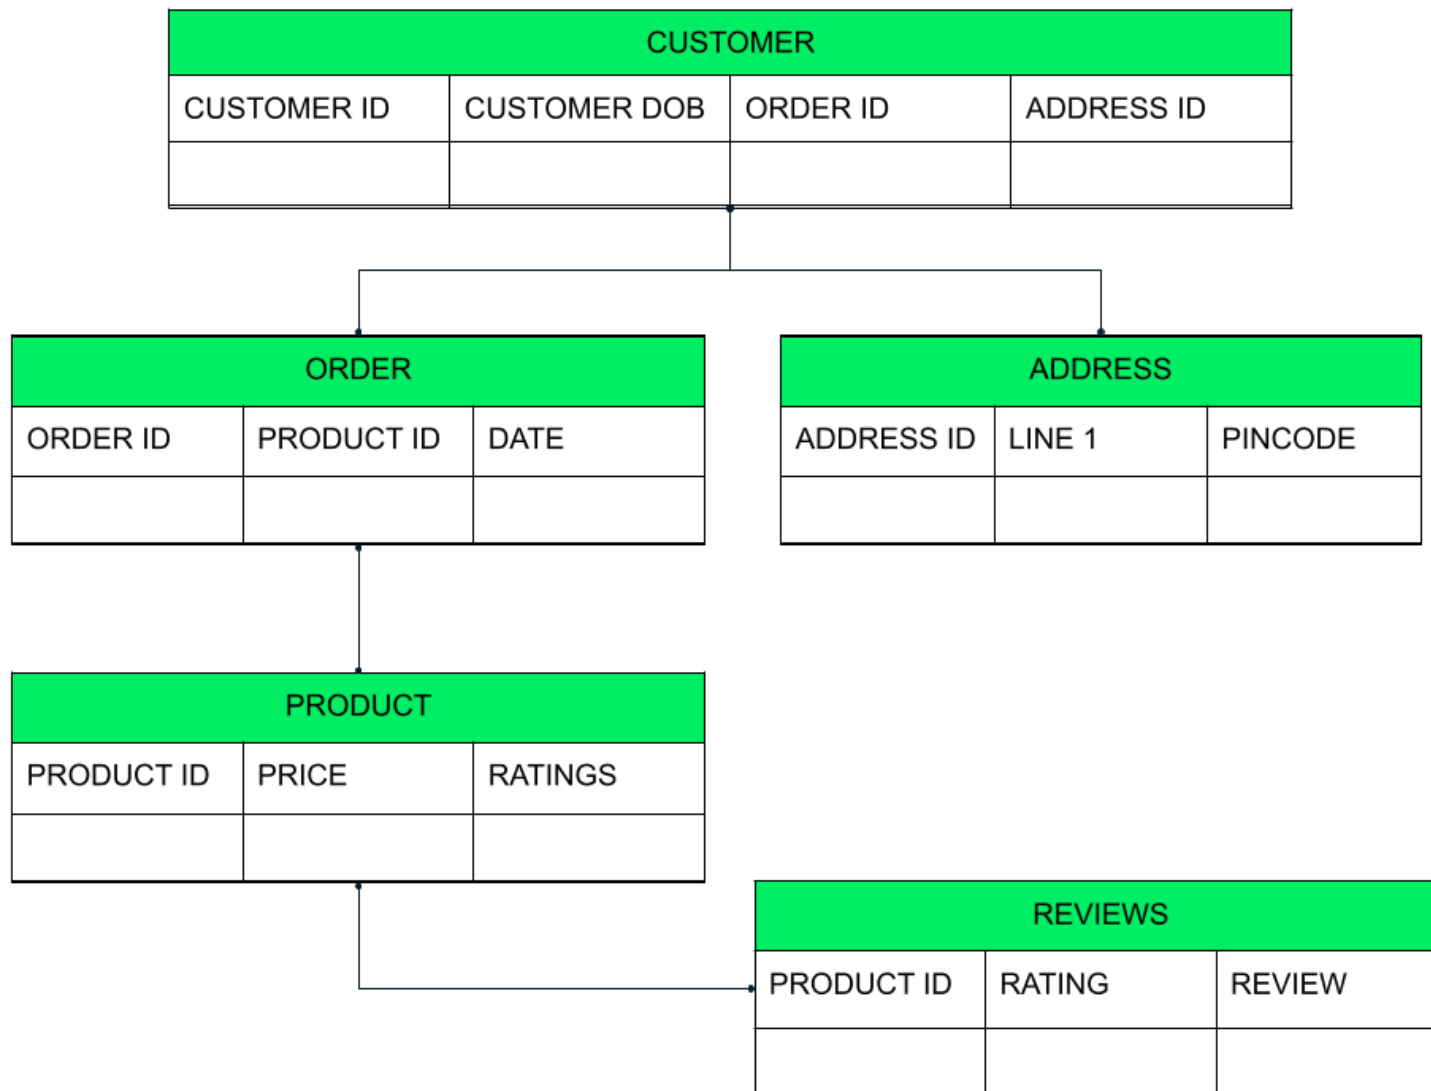 CUSTOMER
CUSTOMER ID CUSTOMER DOB ORDER ID ADDRESS ID
ORDER
ORDER ID PRODUCT ID DATE
ADDRESS
ADDRESS ID LINE 1 PINCODE
PRODUCT
PRODUCT ID PRICE RATINGS
REVIEWS
PRODUCT ID RATING REVIEW